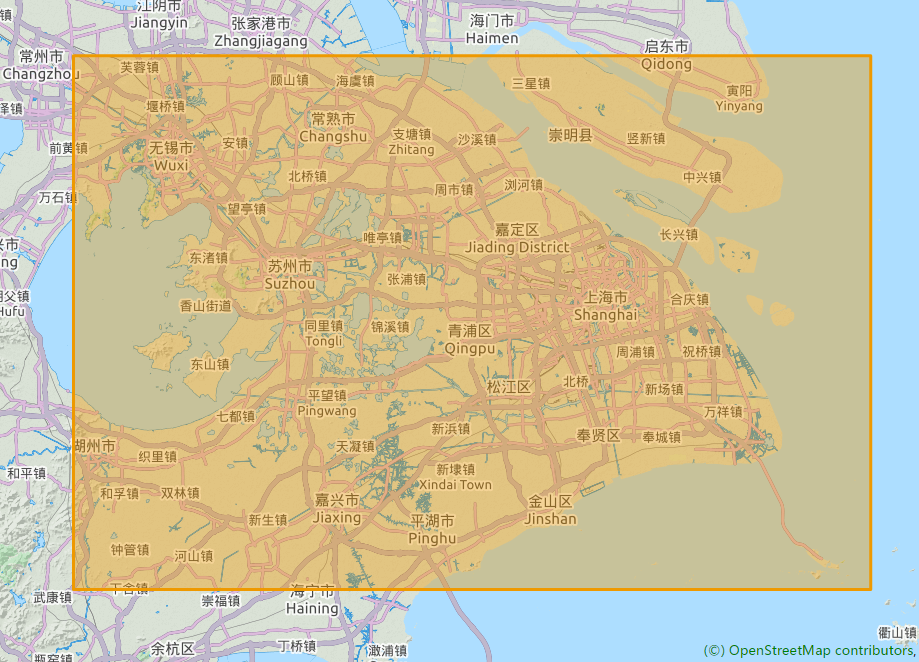 江阴市
Jiangyin
张家港市
Zhangjiagang
海门市
Haimen
启东市
Qidong
常州市
Changzhou
芙蓉镇
顾山镇
海虞镇
三星镇
寅阳
Yinyang
堰桥镇
常熟市
Changshu
支塘镇
Zhitang
沙溪镇
崇明县
竖新镇
前黄镇
无锡市
Wuxi
安镇
北桥镇
周市镇
浏河镇
中兴镇
万石镇
望亭镇
唯亭镇
嘉定区
Jiading District
长兴镇
东渚镇
苏州市
Suzhou
张浦镇
香山街道
上海市
Shanghai
合庆镇
Hufu
同里镇
Tongli
锦溪镇
青浦区
Qingpu
周浦镇
祝桥镇
东山镇
松江区
北桥
新场镇
平望镇
Pingwang
七都镇
万祥镇
新浜镇
奉贤区
奉城镇
湖州市
织里镇
天凝镇
和平镇
新埭镇
Xindai Town
和孚镇
双林镇
嘉兴市
Jiaxing
金山区
Jinshan
新生镇
平湖市
Pinghu
钟管镇
河山镇
下舍镇
武康镇
崇福镇
海宁市
Haining
衢山镇
瓶窑镇
余杭区
丁桥镇
澉浦镇
(C) OpenStreetMap contributors,